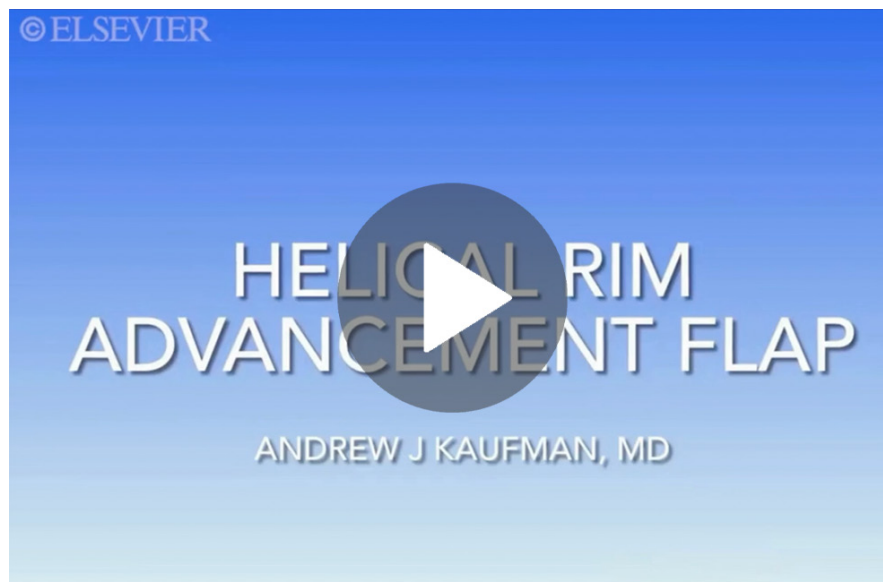 © ELSEVIER
HELICAL RIM
ADVANCEMENT FLAP
ANDREW J KAUFMAN, MD